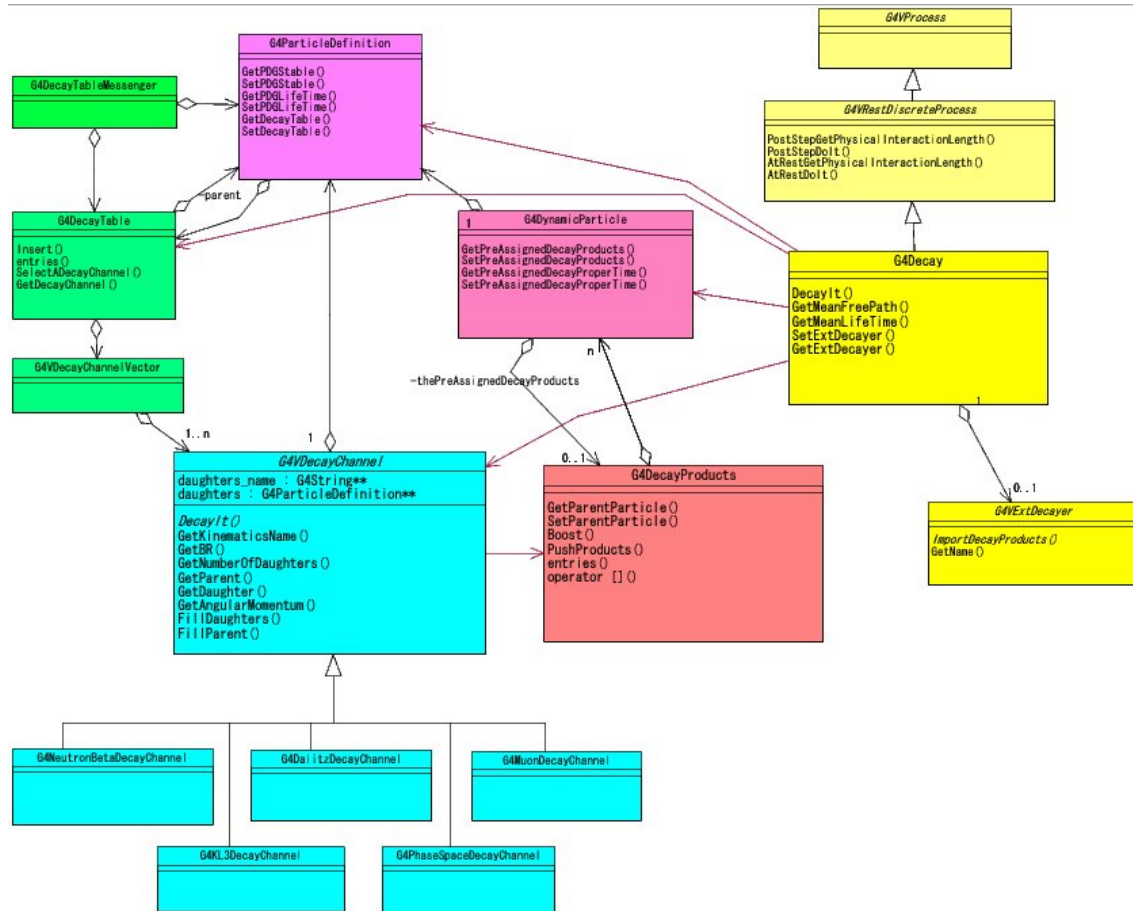 G4VProcess
G4ParticleDefinition
GetPDGStable()
SetPDGStable()
GetPDGLifeTime()
SetPDGLifeTime()
GetDecayTable()
SetDecayTable()
G4DecayTableMessenger
G4VRestDiscreteProcess
PostStepGetPhysicalInteractionLength()
PostStepDoIt()
AtRestGetPhysicalInteractionLength()
AtRestDoIt()
-parent
G4DecayTable
Insert()
entries()
SelectADecayChannel()
GetDecayChannel()
1
G4DynamicParticle
GetPreAssignedDecayProducts()
SetPreAssignedDecayProducts()
GetPreAssignedDecayProperTime()
SetPreAssignedDecayProperTime()
G4Decay
DecayIt()
GetMeanFreePath()
GetMeanLifeTime()
SetExtDecayer()
GetExtDecayer()
G4VDecayChannelVector
n
-thePreAssignedDecayProducts
1
1..n
1
0..1
0..1
G4VDecayChannel
daughters_name : G4String**
daughters : G4ParticleDefinition**
DecayIt()
GetKinematicsName()
GetBR()
GetNumberOfDaughters()
GetParent()
GetDaughter()
GetAngularMomentum()
FillDaughters()
FillParent()
G4DecayProducts
GetParentParticle()
SetParentParticle()
Boost()
PushProducts()
entries()
operator []()
G4VExtDecayer
ImportDecayProducts()
GetName()
G4NeutronBetaDecayChannel
G4DalitzDecayChannel
G4MuonDecayChannel
G4KL3DecayChannel
G4PhaseSpaceDecayChannel